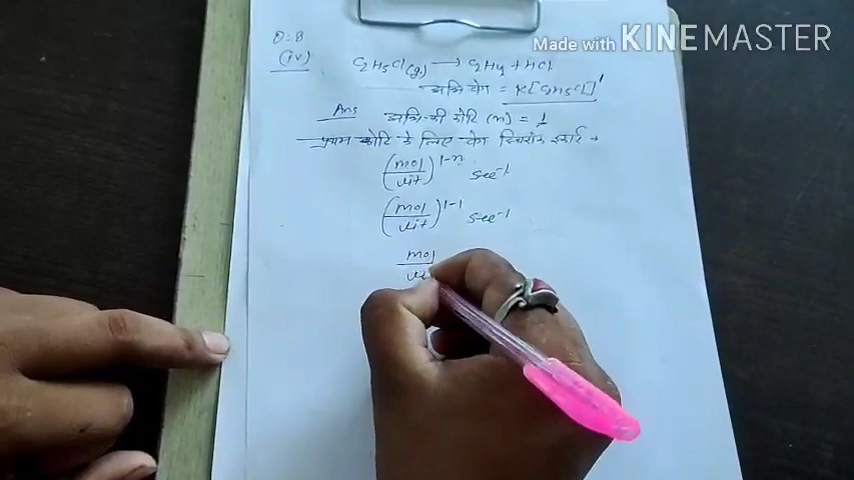 Made with KINEMASTER
Q.8
(iv) C2H5Cl(g) → C2H4 + HCl
अभि वेग = K[C2H5Cl]1
Ans अभि की कोटि (n) = 1
प्रथम कोटि के लिए वेग स्थिरांक इकाई →
(mol/lit)1-n sec-1
(mol/lit)1-1 sec-1
mol